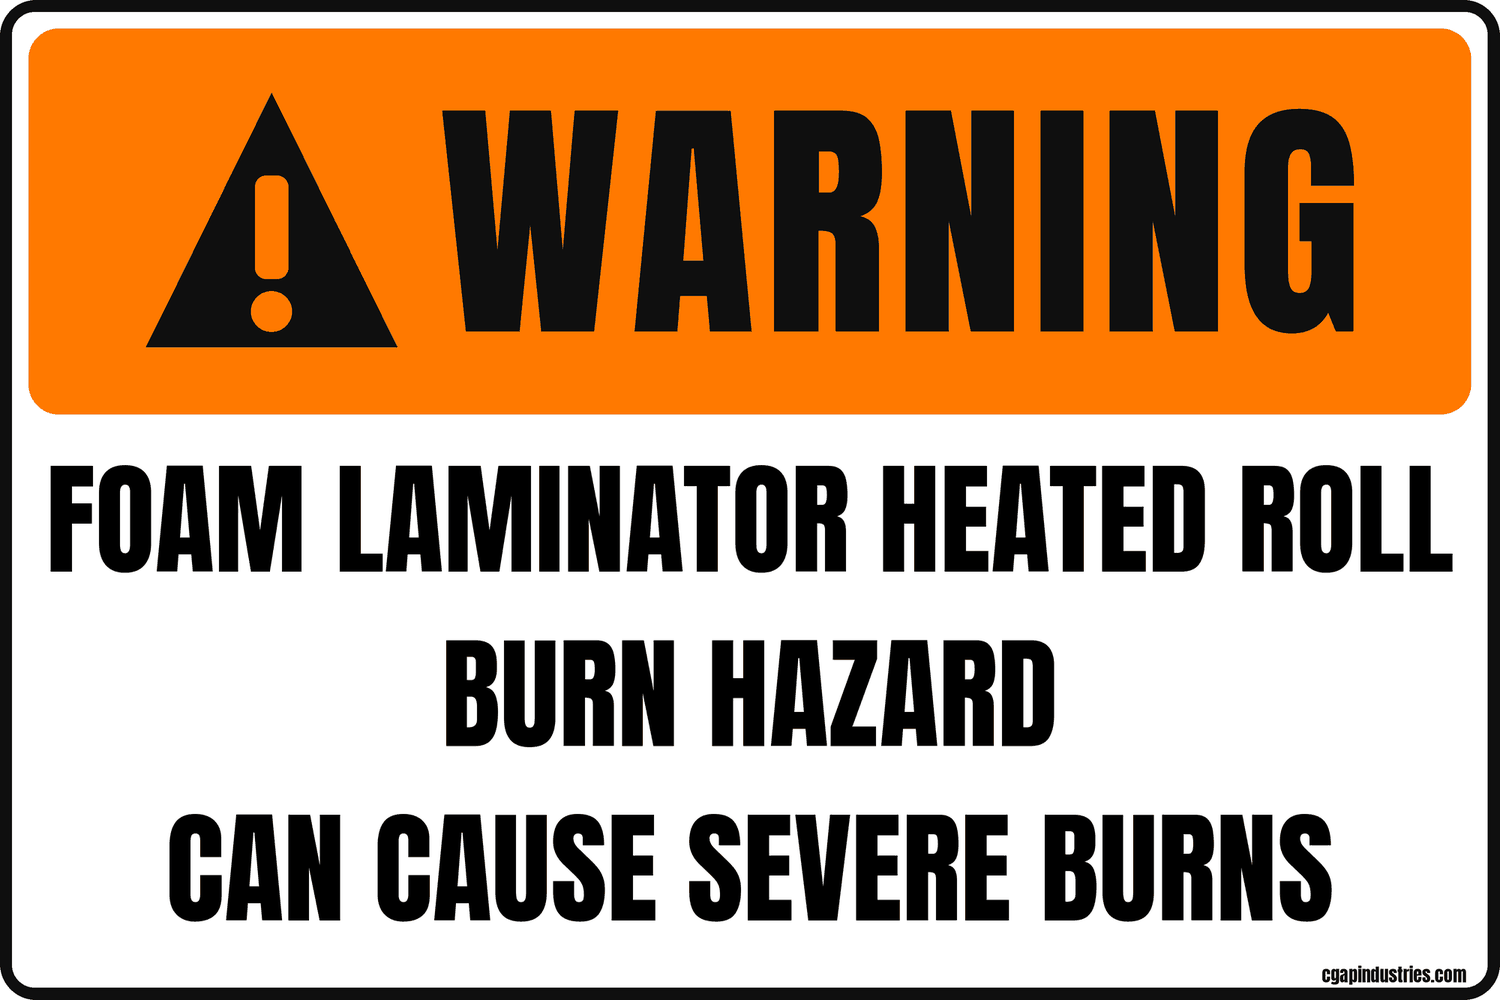 WARNING
FOAM LAMINATOR HEATED ROLL
BURN HAZARD
CAN CAUSE SEVERE BURNS
cgapindustries.com